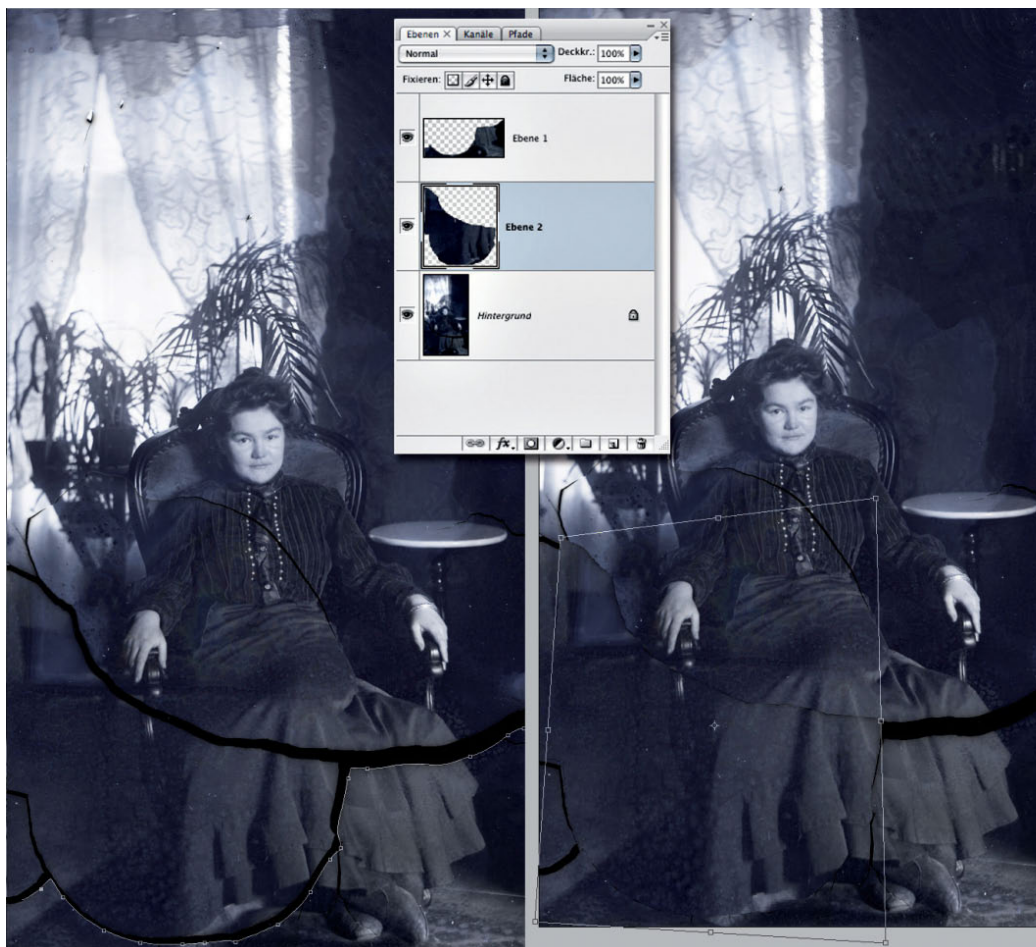 Ebenen Kanäle Pfade
Normal Deckkr.: 100%
Fixieren: Fläche: 100%
Ebene 1
Ebene 2
Hintergrund
fx.